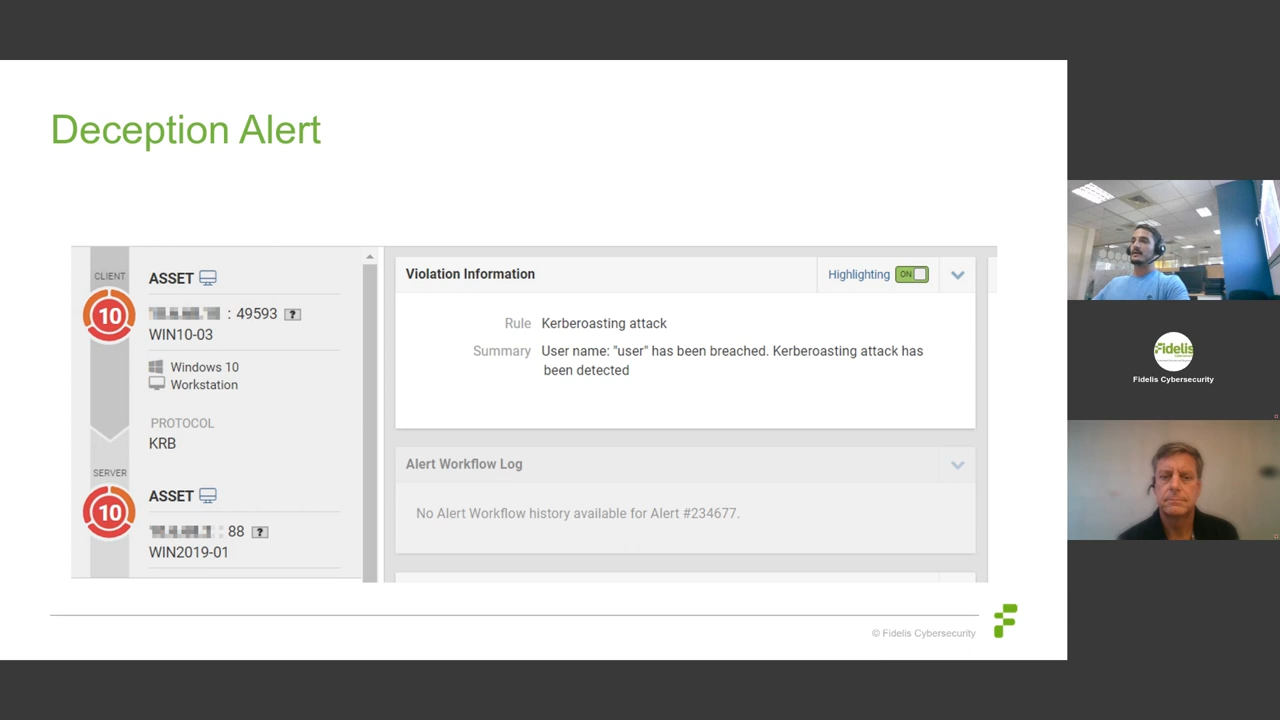 Deception Alert
CLIENT
10
ASSET
: 49593 ?
WIN10-03
Windows 10
Workstation
PROTOCOL
KRB
SERVER
10
ASSET
: 88 ?
WIN2019-01
Violation Information
Highlighting ON
Rule Kerberoasting attack
Summary User name: "user" has been breached. Kerberoasting attack has
been detected
Alert Workflow Log
No Alert Workflow history available for Alert #234677.
© Fidelis Cybersecurity
Fidelis
Fidelis Cybersecurity